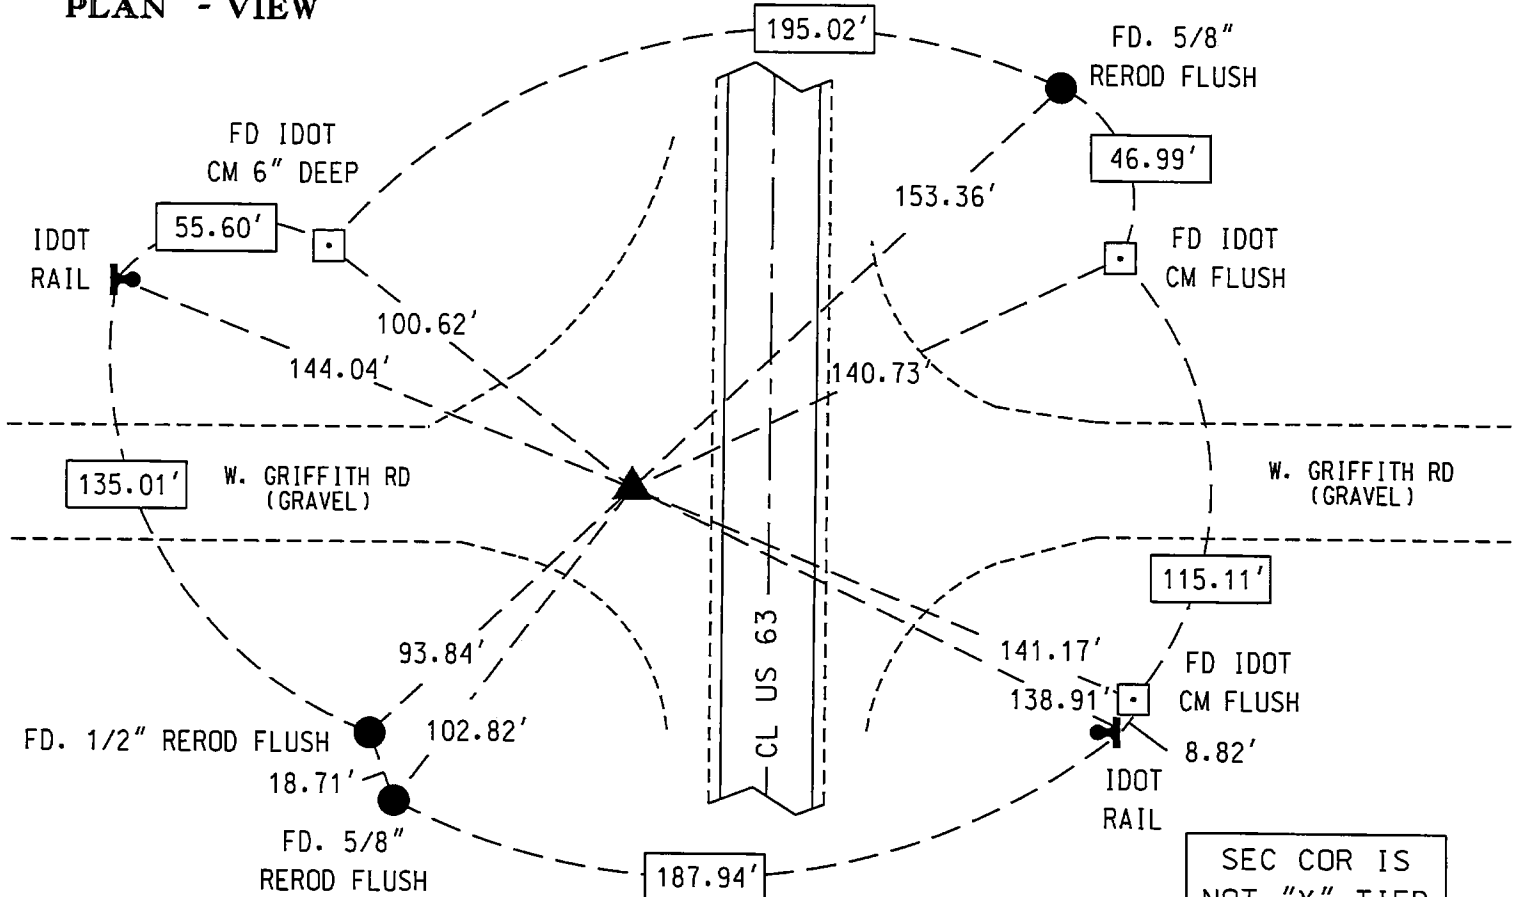 PLAN - VIEW
195.02'
FD. 5/8"
REROD FLUSH
FD IDOT
CM 6" DEEP
46.99'
153.36'
55.60'
IDOT
RAIL
FD IDOT
CM FLUSH
100.62'
144.04'
140.73'
135.01'
W. GRIFFITH RD
(GRAVEL)
W. GRIFFITH RD
(GRAVEL)
115.11'
CL US 63
93.84'
141.17'
138.91'
FD IDOT
CM FLUSH
102.82'
FD. 1/2" REROD FLUSH
8.82'
18.71'
IDOT
RAIL
FD. 5/8"
REROD FLUSH
187.94'
SEC COR IS
NOT "X" TIED